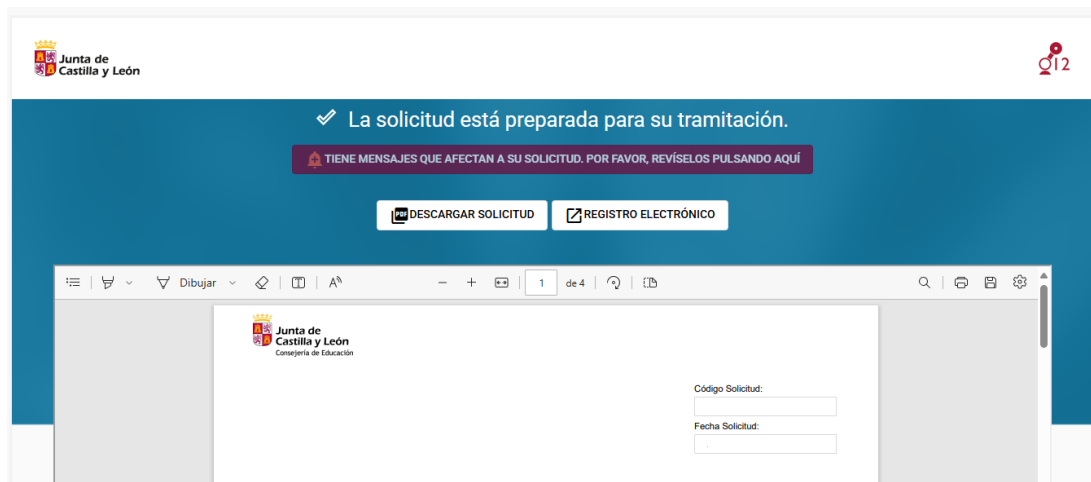 Junta de
Castilla y León
012
La solicitud está preparada para su tramitación.
TIENE MENSAJES QUE AFECTAN A SU SOLICITUD. POR FAVOR, REVÍSELOS PULSANDO AQUÍ
PDF DESCARGAR SOLICITUD REGISTRO ELECTRÓNICO
Dibujar 1 de 4
Junta de
Castilla y León
Consejería de Educación
Código Solicitud:
Fecha Solicitud: